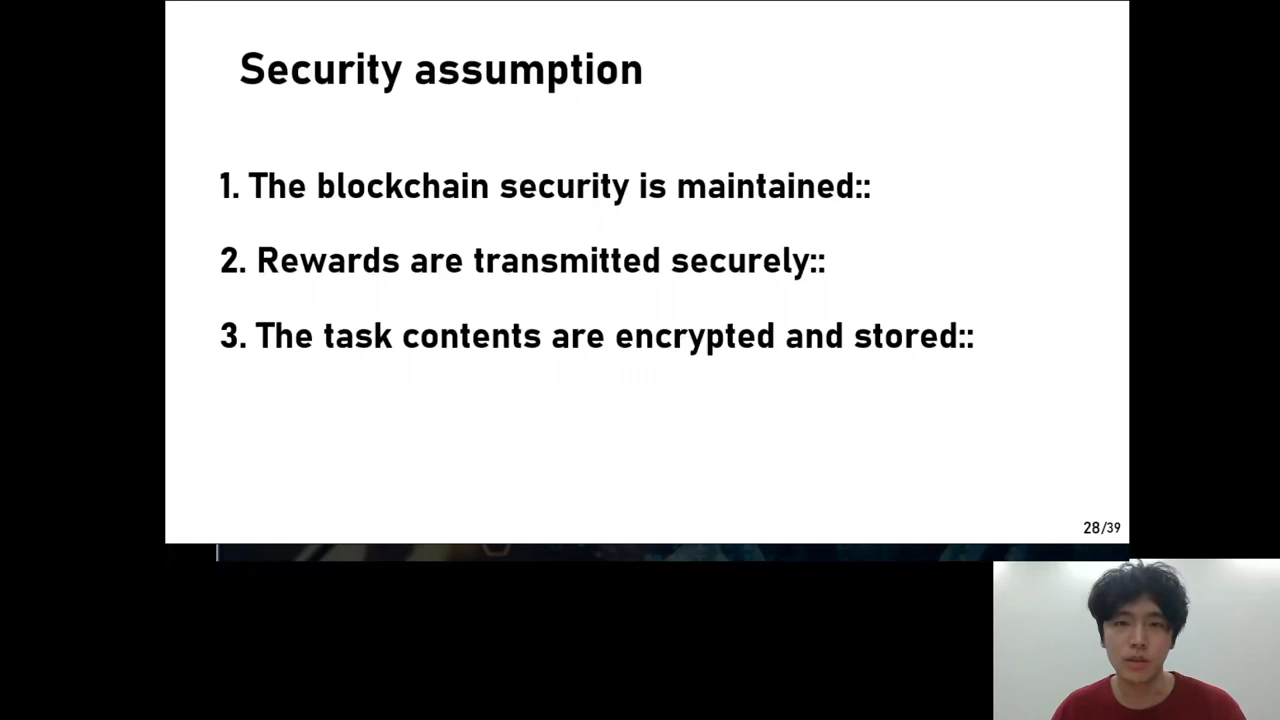 Security assumption
1. The blockchain security is maintained::
2. Rewards are transmitted securely::
3. The task contents are encrypted and stored::
28/39